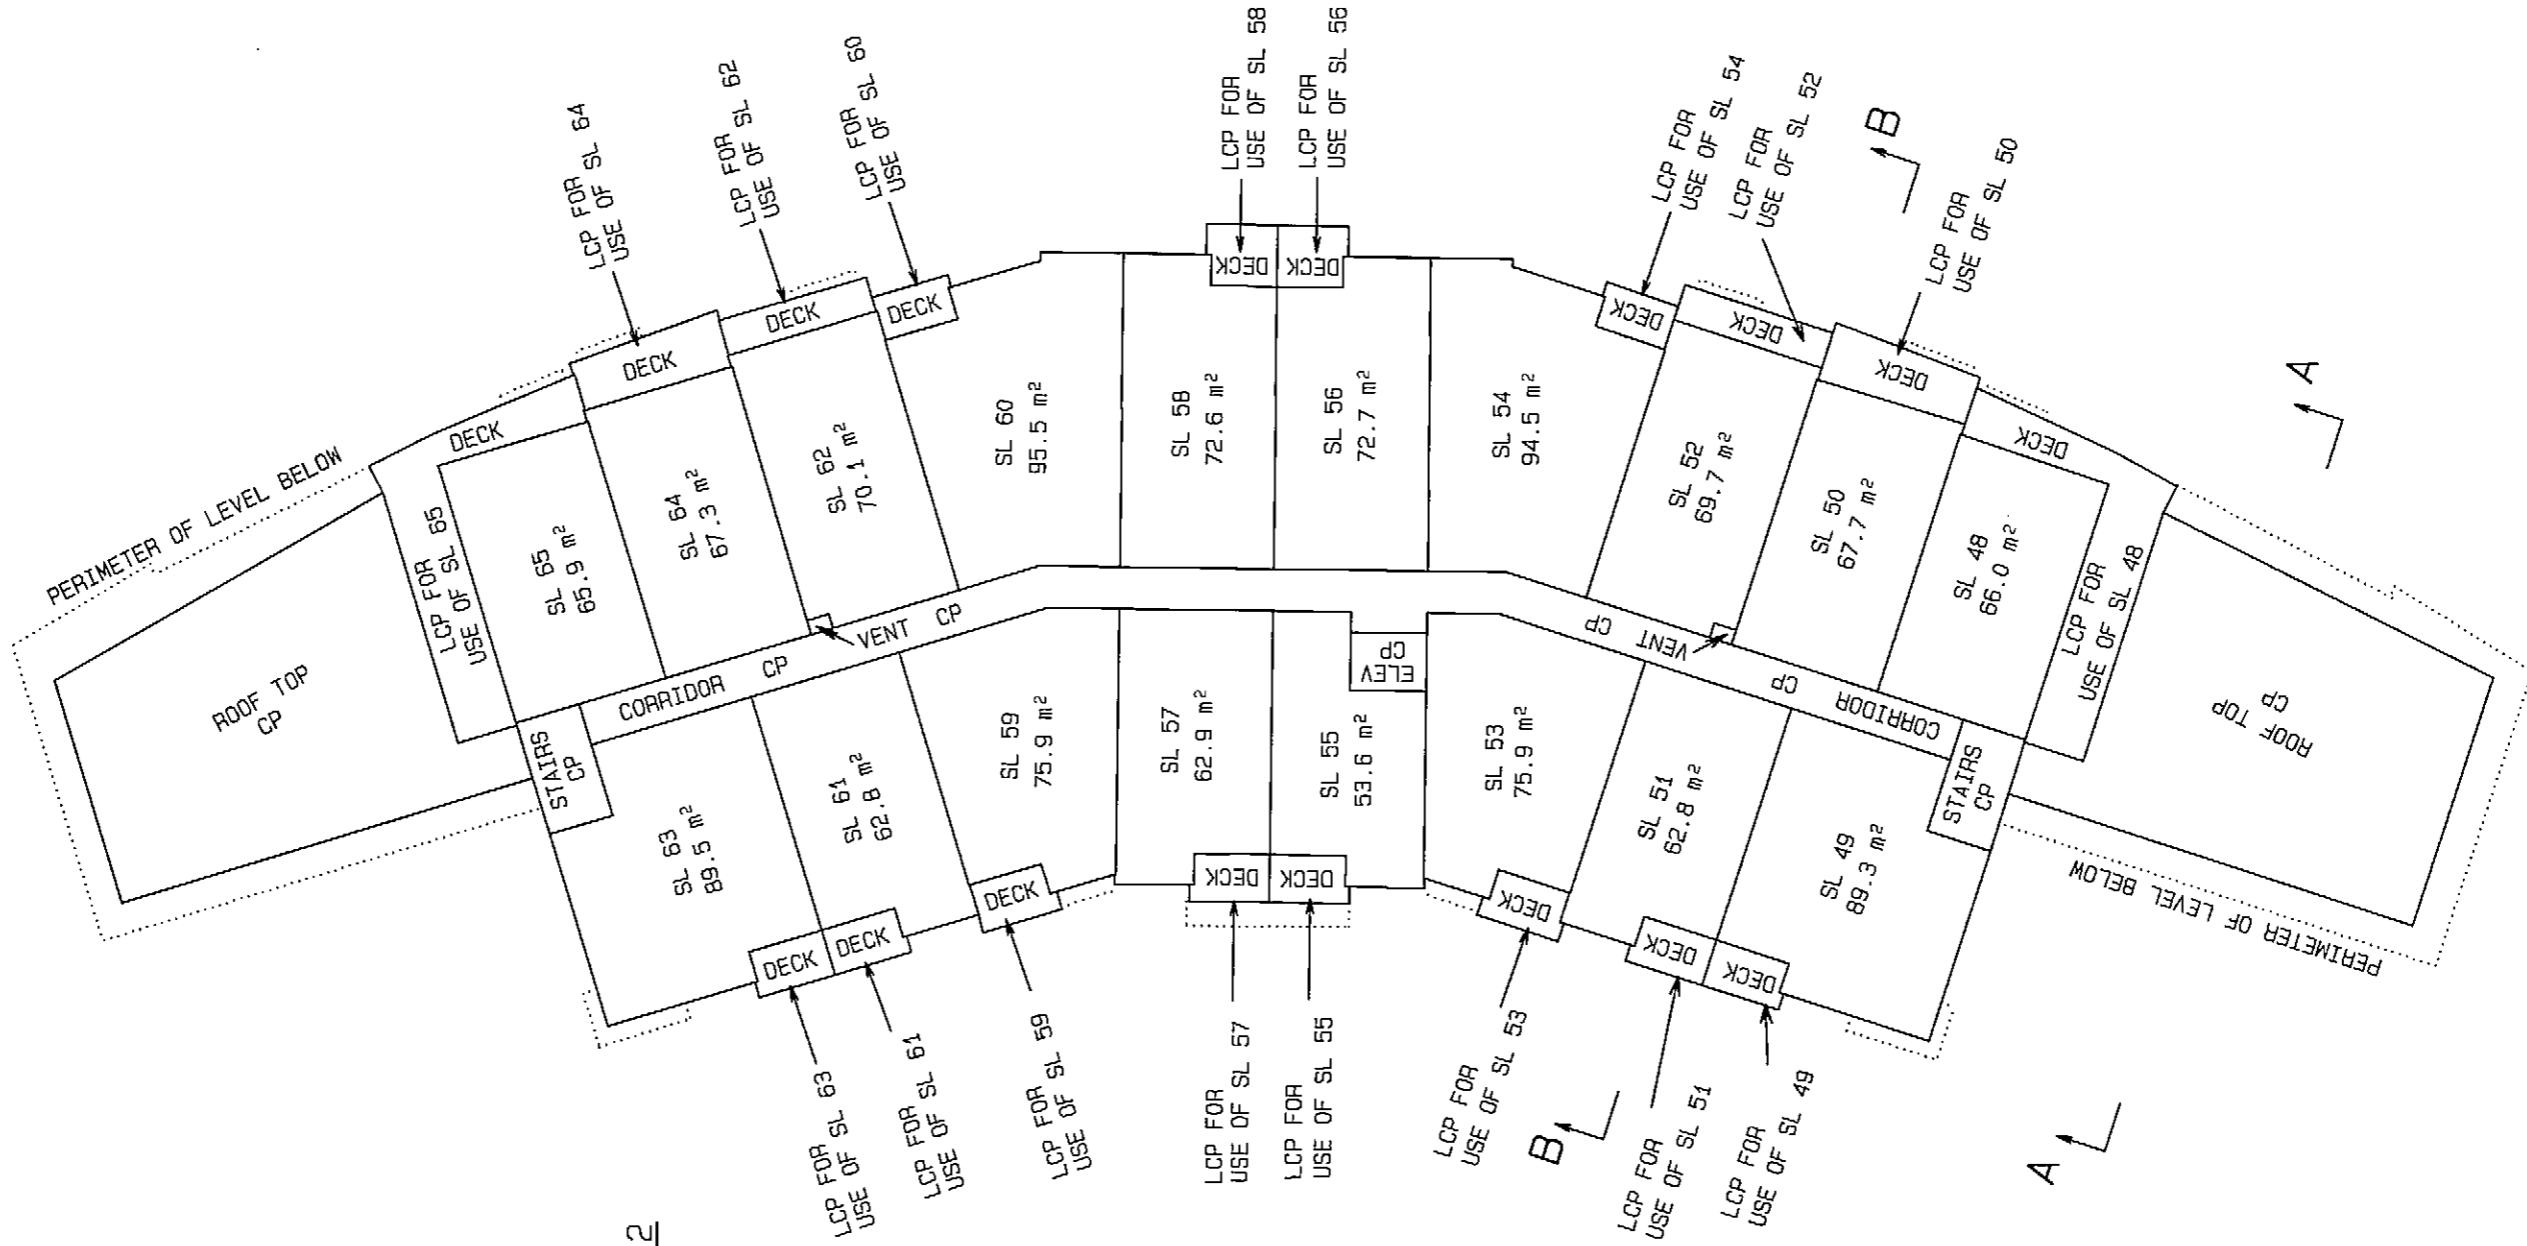 LCP FOR
USE OF SL 64
LCP FOR
USE OF SL 62
LCP FOR
USE OF SL 60
LCP FOR
USE OF SL 58
LCP FOR
USE OF SL 56
LCP FOR
USE OF SL 54
LCP FOR
USE OF SL 52
LCP FOR
USE OF SL 50
B
A
PERIMETER OF LEVEL BELOW
DECK
DECK
DECK
DECK
DECK
DECK
DECK
DECK
DECK
DECK
LCP FOR
USE OF SL 65
SL 65
65.9 m²
SL 64
67.3 m²
SL 62
70.1 m²
SL 60
95.5 m²
SL 58
72.6 m²
SL 56
72.7 m²
SL 54
94.5 m²
SL 52
69.7 m²
SL 50
67.7 m²
SL 48
66.0 m²
LCP FOR
USE OF SL 48
ROOF TOP
CP
STAIRS
CP
CORRIDOR CP
VENT CP
ELEV
CP
VENT CP
CORRIDOR CP
STAIRS
CP
ROOF TOP
CP
SL 63
89.5 m²
SL 61
62.8 m²
SL 59
75.9 m²
SL 57
62.9 m²
SL 55
53.6 m²
SL 53
75.9 m²
SL 51
62.8 m²
SL 49
89.3 m²
DECK
DECK
DECK
DECK
DECK
DECK
DECK
DECK
PERIMETER OF LEVEL BELOW
LCP FOR
USE OF SL 63
LCP FOR
USE OF SL 61
LCP FOR
USE OF SL 59
LCP FOR
USE OF SL 57
LCP FOR
USE OF SL 55
LCP FOR
USE OF SL 53
B
LCP FOR
USE OF SL 51
LCP FOR
USE OF SL 49
A
2